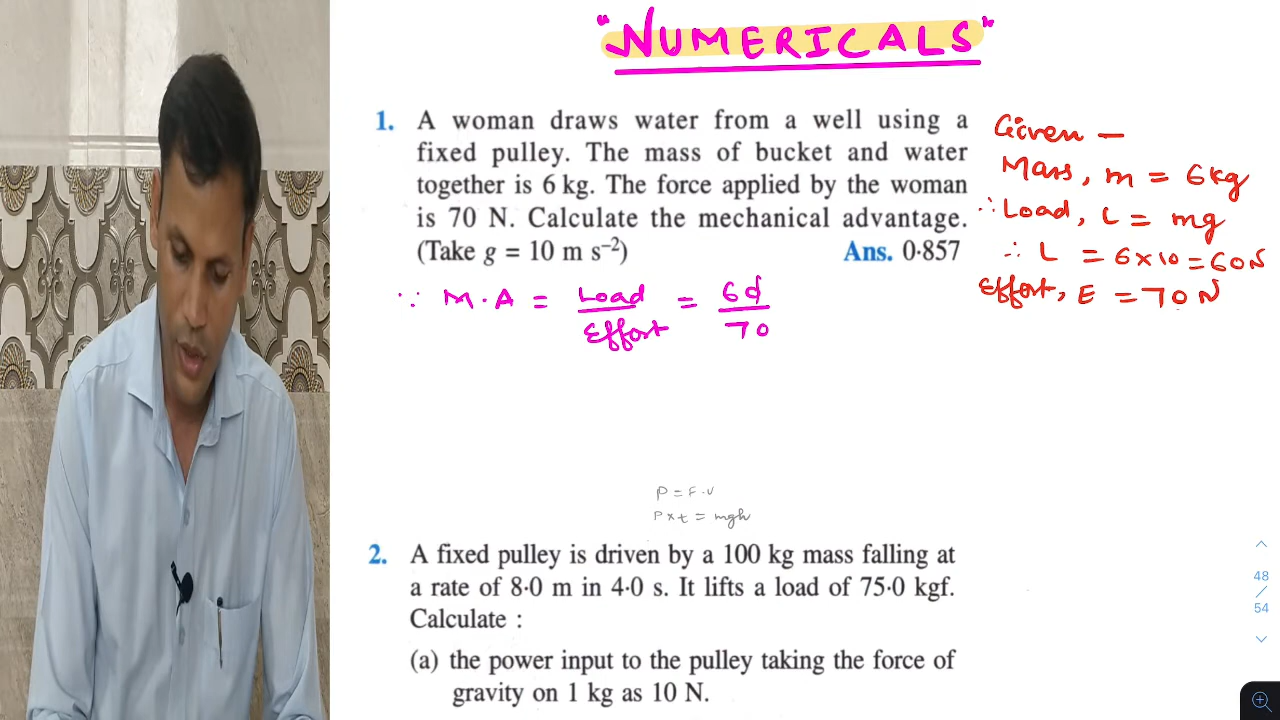 "NUMERICALS"
1. A woman draws water from a well using a
fixed pulley. The mass of bucket and water
together is 6 kg. The force applied by the woman
is 70 N. Calculate the mechanical advantage.
(Take g = 10 m s⁻²) Ans. 0·857
Given —
Mass, m = 6kg
∴ Load, L = mg
∴ L = 6×10 = 60N
Effort, E = 70 N
∵ M.A = Load/Effort = 60/70
P = F.v
P×t = mgh
2. A fixed pulley is driven by a 100 kg mass falling at
a rate of 8·0 m in 4·0 s. It lifts a load of 75·0 kgf.
Calculate :
(a) the power input to the pulley taking the force of
gravity on 1 kg as 10 N.
48
/
54